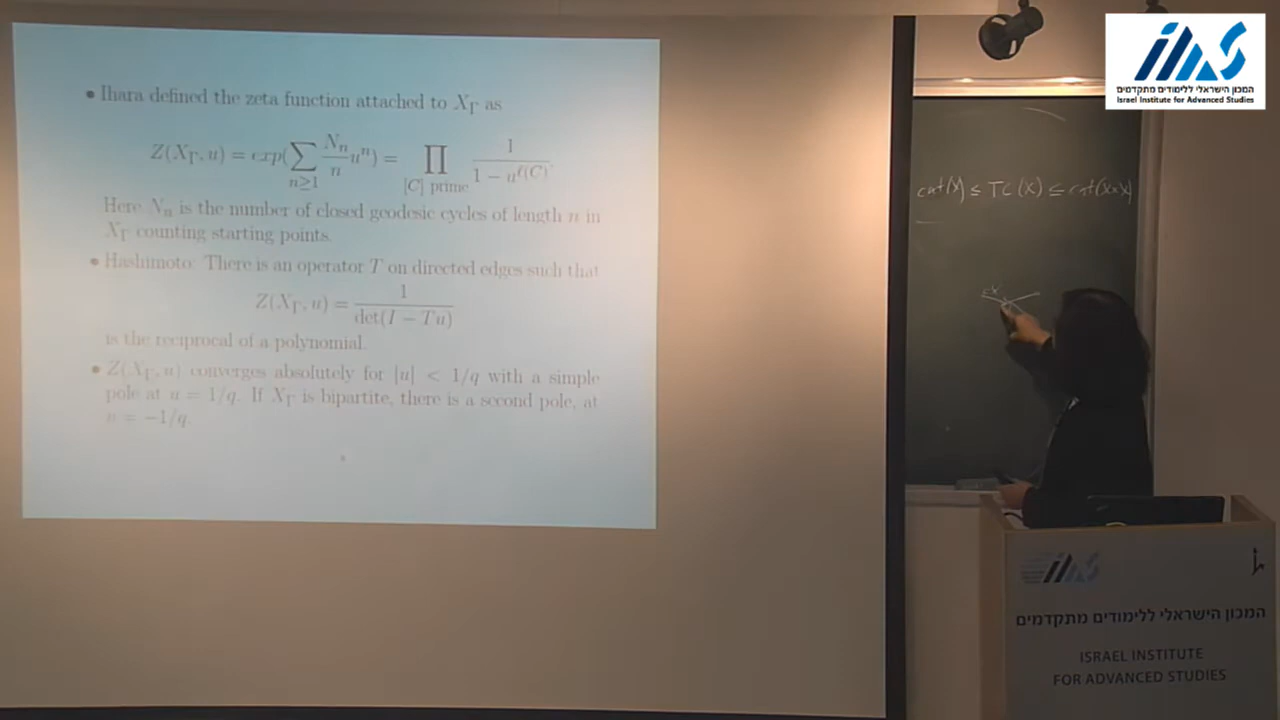 • Ihara defined the zeta function attached to X_Γ as
Z(X_Γ, u) = exp(∑_{n≥1} N_n/n u^n) = ∏_{[C] prime} 1/(1 − u^{ℓ(C)}).
Here N_n is the number of closed geodesic cycles of length n in
X_Γ counting starting points.
• Hashimoto: There is an operator T on directed edges such that
Z(X_Γ, u) = 1/det(I − Tu)
is the reciprocal of a polynomial.
• Z(X_Γ, u) converges absolutely for |u| < 1/q with a simple
pole at u = 1/q. If X_Γ is bipartite, there is a second pole, at
u = −1/q.
cat(X) ≤ TC(X) ≤ cat(X×X)
המכון הישראלי ללימודים מתקדמים
Israel Institute for Advanced Studies
המכון הישראלי ללימודים מתקדמים
ISRAEL INSTITUTE
FOR ADVANCED STUDIES